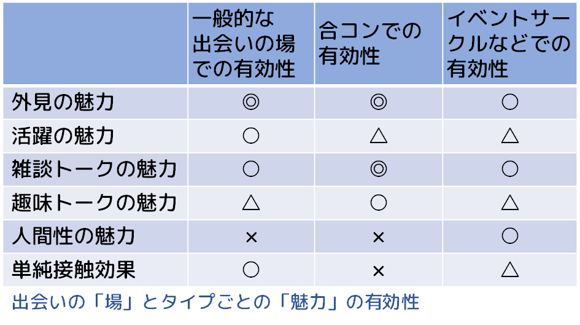 一般的な
出会いの場
での有効性
合コンでの
有効性
イベントサー
クルなどでの
有効性
外見の魅力 ◎ ◎ ○
活躍の魅力 ○ △ △
雑談トークの魅力 ○ ◎ ○
趣味トークの魅力 △ ○ △
人間性の魅力 × × ○
単純接触効果 ○ × △
出会いの「場」とタイプごとの「魅力」の有効性